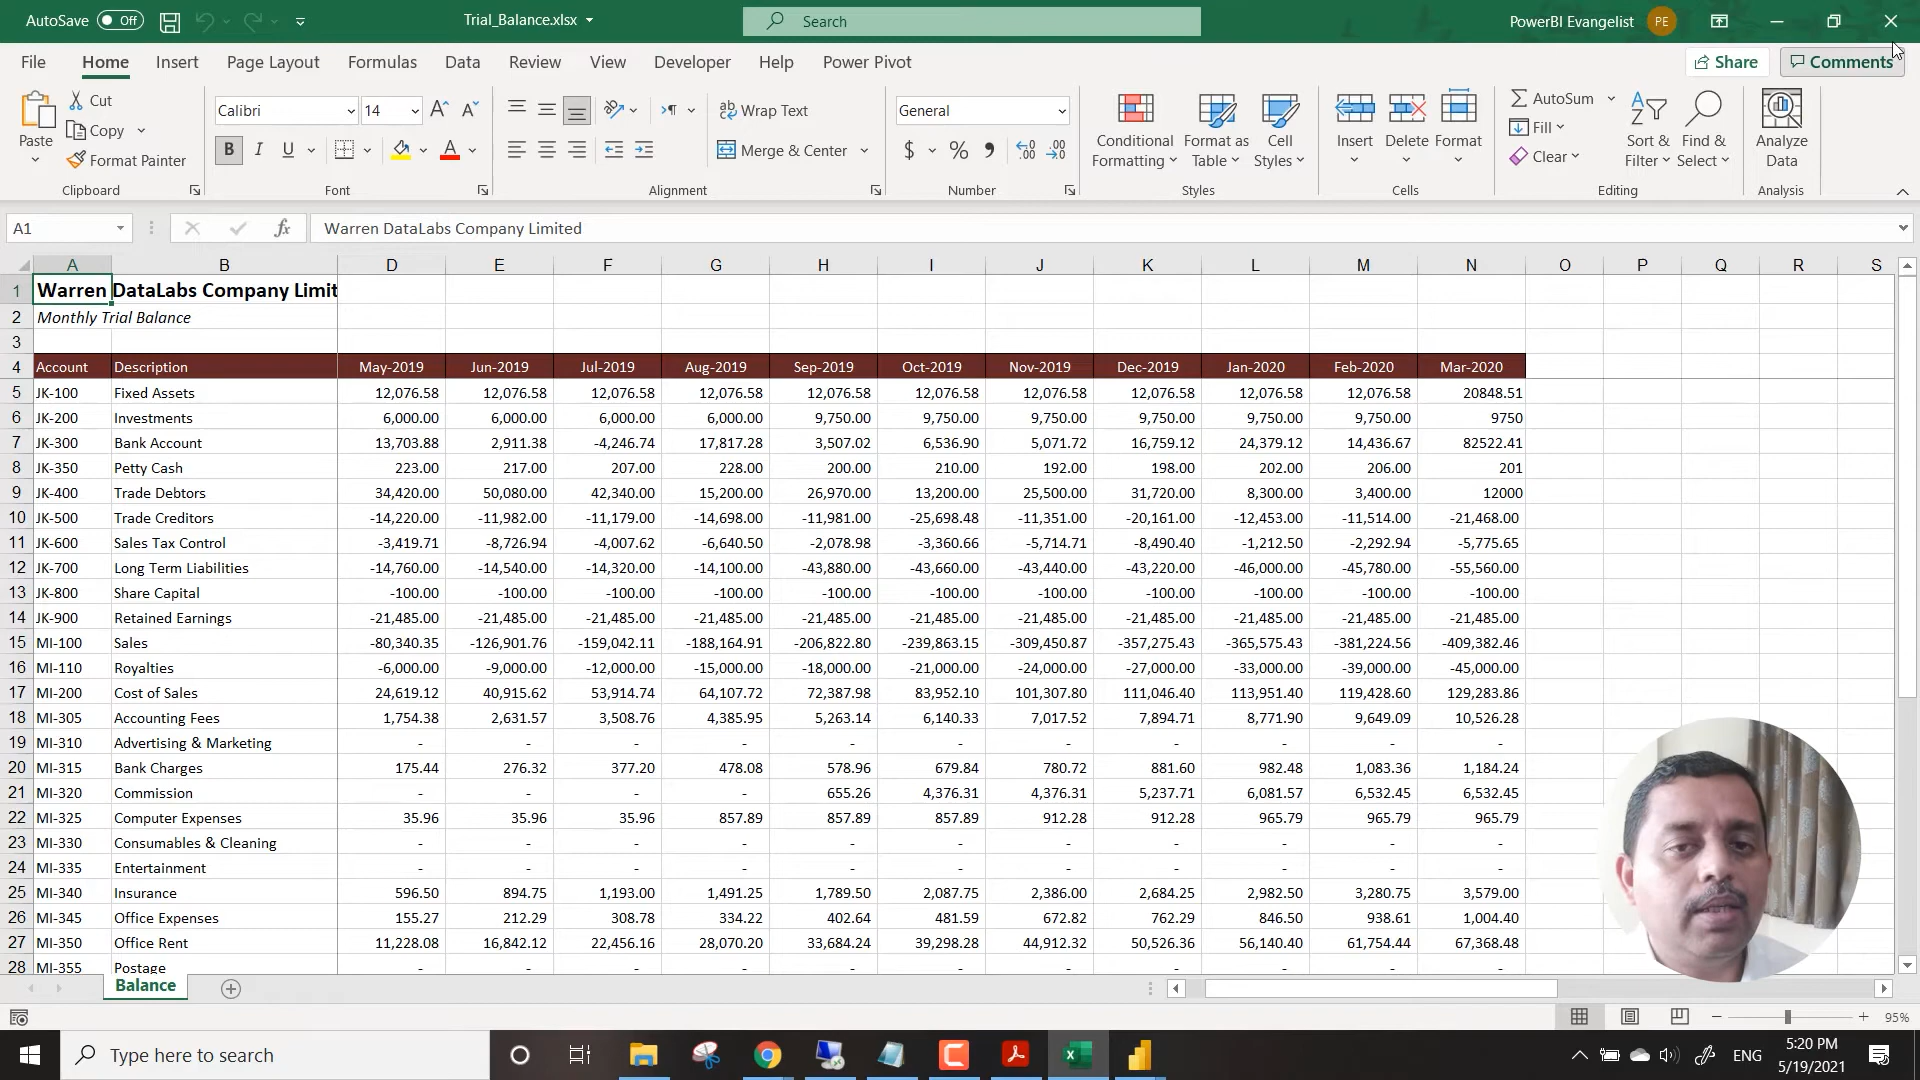 AutoSave Off Trial_Balance.xlsx Search PowerBI Evangelist PE
File Home Insert Page Layout Formulas Data Review View Developer Help Power Pivot Share Comments
Paste Cut Copy Format Painter Clipboard
Calibri 14 B I U A Font
Wrap Text Merge & Center Alignment
General $ % Number
Conditional Formatting Format as Table Cell Styles Styles
Insert Delete Format Cells
AutoSum Fill Clear Sort & Filter Find & Select Editing
Analyze Data Analysis
A1 fx Warren DataLabs Company Limited
A B D E F G H I J K L M N O P Q R S
1 Warren DataLabs Company Limit
2 Monthly Trial Balance
3
4 Account Description May-2019 Jun-2019 Jul-2019 Aug-2019 Sep-2019 Oct-2019 Nov-2019 Dec-2019 Jan-2020 Feb-2020 Mar-2020
5 JK-100 Fixed Assets 12,076.58 12,076.58 12,076.58 12,076.58 12,076.58 12,076.58 12,076.58 12,076.58 12,076.58 12,076.58 20848.51
6 JK-200 Investments 6,000.00 6,000.00 6,000.00 6,000.00 9,750.00 9,750.00 9,750.00 9,750.00 9,750.00 9,750.00 9750
7 JK-300 Bank Account 13,703.88 2,911.38 -4,246.74 17,817.28 3,507.02 6,536.90 5,071.72 16,759.12 24,379.12 14,436.67 82522.41
8 JK-350 Petty Cash 223.00 217.00 207.00 228.00 200.00 210.00 192.00 198.00 202.00 206.00 201
9 JK-400 Trade Debtors 34,420.00 50,080.00 42,340.00 15,200.00 26,970.00 13,200.00 25,500.00 31,720.00 8,300.00 3,400.00 12000
10 JK-500 Trade Creditors -14,220.00 -11,982.00 -11,179.00 -14,698.00 -11,981.00 -25,698.48 -11,351.00 -20,161.00 -12,453.00 -11,514.00 -21,468.00
11 JK-600 Sales Tax Control -3,419.71 -8,726.94 -4,007.62 -6,640.50 -2,078.98 -3,360.66 -5,714.71 -8,490.40 -1,212.50 -2,292.94 -5,775.65
12 JK-700 Long Term Liabilities -14,760.00 -14,540.00 -14,320.00 -14,100.00 -43,880.00 -43,660.00 -43,440.00 -43,220.00 -46,000.00 -45,780.00 -55,560.00
13 JK-800 Share Capital -100.00 -100.00 -100.00 -100.00 -100.00 -100.00 -100.00 -100.00 -100.00 -100.00 -100.00
14 JK-900 Retained Earnings -21,485.00 -21,485.00 -21,485.00 -21,485.00 -21,485.00 -21,485.00 -21,485.00 -21,485.00 -21,485.00 -21,485.00 -21,485.00
15 MI-100 Sales -80,340.35 -126,901.76 -159,042.11 -188,164.91 -206,822.80 -239,863.15 -309,450.87 -357,275.43 -365,575.43 -381,224.56 -409,382.46
16 MI-110 Royalties -6,000.00 -9,000.00 -12,000.00 -15,000.00 -18,000.00 -21,000.00 -24,000.00 -27,000.00 -33,000.00 -39,000.00 -45,000.00
17 MI-200 Cost of Sales 24,619.12 40,915.62 53,914.74 64,107.72 72,387.98 83,952.10 101,307.80 111,046.40 113,951.40 119,428.60 129,283.86
18 MI-305 Accounting Fees 1,754.38 2,631.57 3,508.76 4,385.95 5,263.14 6,140.33 7,017.52 7,894.71 8,771.90 9,649.09 10,526.28
19 MI-310 Advertising & Marketing - - - - - - - - - - -
20 MI-315 Bank Charges 175.44 276.32 377.20 478.08 578.96 679.84 780.72 881.60 982.48 1,083.36 1,184.24
21 MI-320 Commission - - - - 655.26 4,376.31 4,376.31 5,237.71 6,081.57 6,532.45 6,532.45
22 MI-325 Computer Expenses 35.96 35.96 35.96 857.89 857.89 857.89 912.28 912.28 965.79 965.79 965.79
23 MI-330 Consumables & Cleaning - - - - - - - - - - -
24 MI-335 Entertainment - - - - - - - - - - -
25 MI-340 Insurance 596.50 894.75 1,193.00 1,491.25 1,789.50 2,087.75 2,386.00 2,684.25 2,982.50 3,280.75 3,579.00
26 MI-345 Office Expenses 155.27 212.29 308.78 334.22 402.64 481.59 672.82 762.29 846.50 938.61 1,004.40
27 MI-350 Office Rent 11,228.08 16,842.12 22,456.16 28,070.20 33,684.24 39,298.28 44,912.32 50,526.36 56,140.40 61,754.44 67,368.48
28 MI-355 Postage - - - - - - - - - - -
Balance
95%
Type here to search ENG 5:20 PM
5/19/2021